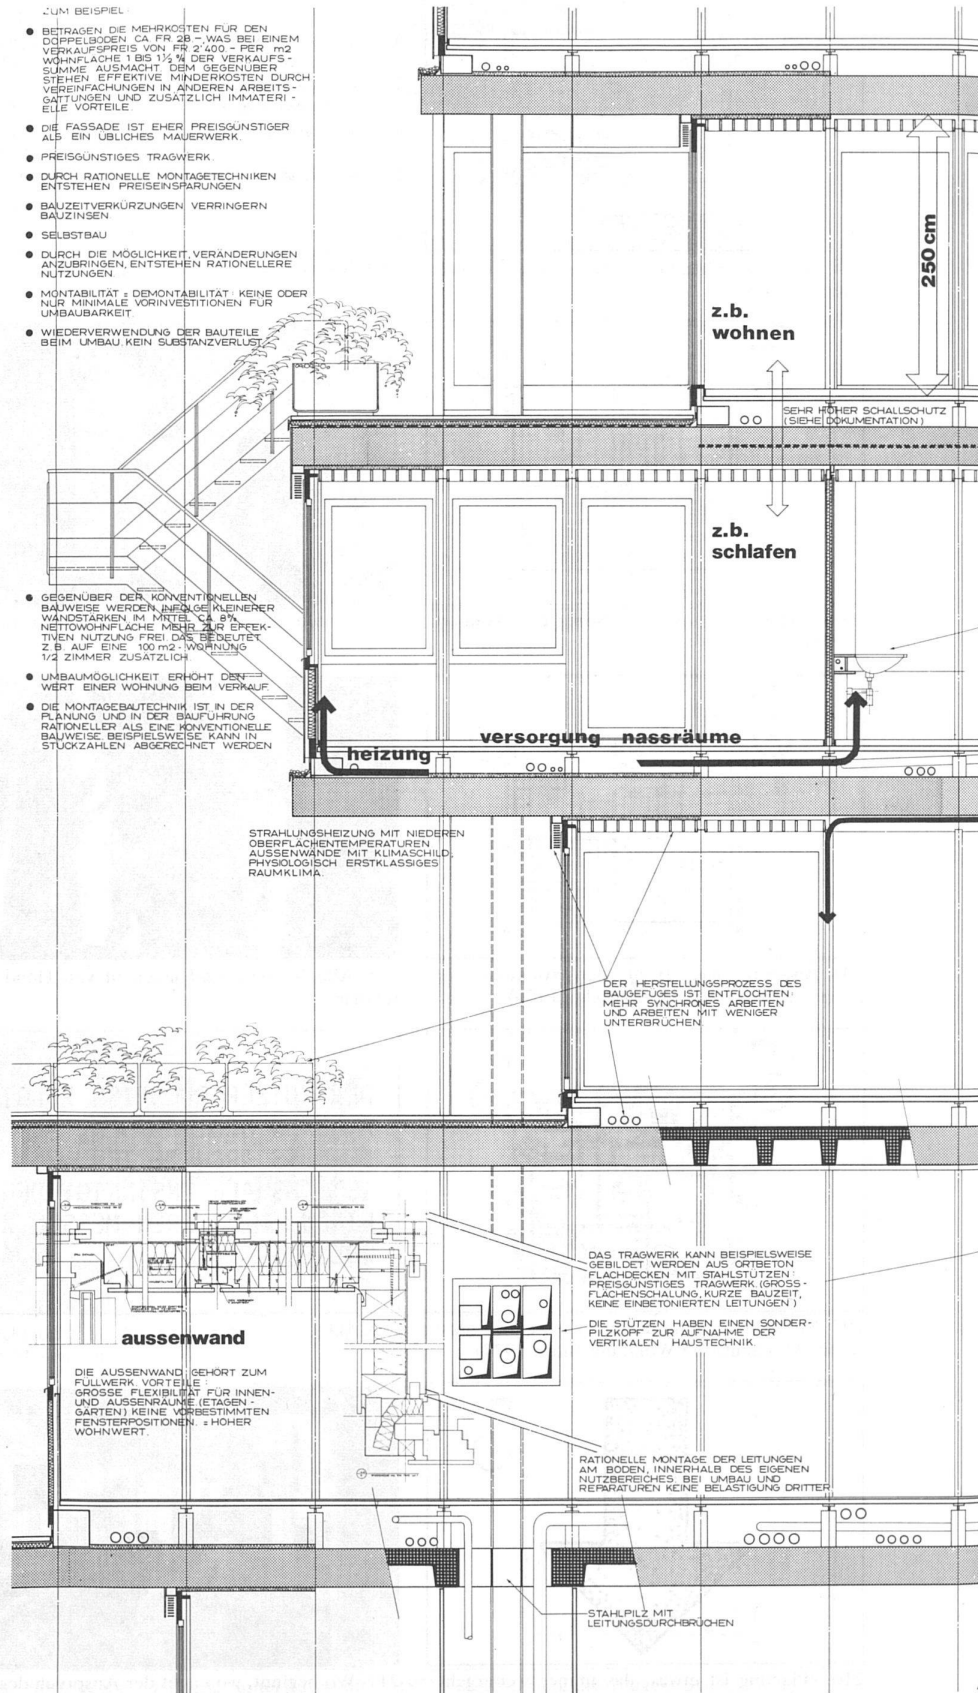 ZUM BEISPIEL:
● BETRAGEN DIE MEHRKOSTEN FÜR DEN
DOPPELBODEN CA. FR. 28.–, WAS BEI EINEM
VERKAUFSPREIS VON FR. 2'400.– PER m2
WOHNFLÄCHE 1 BIS 1½ % DER VERKAUFS-
SUMME AUSMACHT. DEM GEGENÜBER
STEHEN EFFEKTIVE MINDERKOSTEN DURCH
VEREINFACHUNGEN IN ANDEREN ARBEITS-
GATTUNGEN UND ZUSÄTZLICH IMMATERI-
ELLE VORTEILE
● DIE FASSADE IST EHER PREISGÜNSTIGER
ALS EIN ÜBLICHES MAUERWERK.
● PREISGÜNSTIGES TRAGWERK.
● DURCH RATIONELLE MONTAGETECHNIKEN
ENTSTEHEN PREISEINSPARUNGEN
● BAUZEITVERKÜRZUNGEN VERRINGERN
BAUZINSEN
● SELBSTBAU
● DURCH DIE MÖGLICHKEIT, VERÄNDERUNGEN
ANZUBRINGEN, ENTSTEHEN RATIONELLERE
NUTZUNGEN.
● MONTABILITÄT = DEMONTABILITÄT: KEINE ODER
NUR MINIMALE VORINVESTITIONEN FÜR
UMBAUBARKEIT.
● WIEDERVERWENDUNG DER BAUTEILE
BEIM UMBAU. KEIN SUBSTANZVERLUST.
250 cm
z.b.
wohnen
SEHR HOHER SCHALLSCHUTZ
(SIEHE DOKUMENTATION)
z.b.
schlafen
● GEGENÜBER DER KONVENTIONELLEN
BAUWEISE WERDEN INFOLGE KLEINERER
WANDSTÄRKEN IM MITTEL CA. 8%
NETTOWOHNFLÄCHE MEHR ZUR EFFEK-
TIVEN NUTZUNG FREI. DAS BEDEUTET
Z.B. AUF EINE 100 m2-WOHNUNG
1/2 ZIMMER ZUSÄTZLICH.
● UMBAUMÖGLICHKEIT ERHÖHT DEN
WERT EINER WOHNUNG BEIM VERKAUF.
● DIE MONTAGEBAUTECHNIK IST IN DER
PLANUNG UND IN DER BAUFÜHRUNG
RATIONELLER ALS EINE KONVENTIONELLE
BAUWEISE. BEISPIELSWEISE KANN IN
STÜCKZAHLEN ABGERECHNET WERDEN
heizung
versorgung nassräume
STRAHLUNGSHEIZUNG MIT NIEDEREN
OBERFLÄCHENTEMPERATUREN
AUSSENWÄNDE MIT KLIMASCHILD,
PHYSIOLOGISCH ERSTKLASSIGES
RAUMKLIMA.
DER HERSTELLUNGSPROZESS DES
BAUGEFÜGES IST ENTFLOCHTEN:
MEHR SYNCHRONES ARBEITEN
UND ARBEITEN MIT WENIGER
UNTERBRÜCHEN.
DAS TRAGWERK KANN BEISPIELSWEISE
GEBILDET WERDEN AUS ORTBETON
FLACHDECKEN MIT STAHLSTÜTZEN:
PREISGÜNSTIGES TRAGWERK. (GROSS-
FLÄCHENSCHALUNG, KURZE BAUZEIT,
KEINE EINBETONIERTEN LEITUNGEN)
DIE STÜTZEN HABEN EINEN SONDER-
PILZKOPF ZUR AUFNAHME DER
VERTIKALEN HAUSTECHNIK.
aussenwand
DIE AUSSENWAND GEHÖRT ZUM
FÜLLWERK. VORTEILE:
GROSSE FLEXIBILITÄT FÜR INNEN-
UND AUSSENRÄUME (ETAGEN-
GÄRTEN) KEINE VORBESTIMMTEN
FENSTERPOSITIONEN. = HOHER
WOHNWERT.
RATIONELLE MONTAGE DER LEITUNGEN
AM BODEN, INNERHALB DES EIGENEN
NUTZBEREICHES. BEI UMBAU UND
REPARATUREN KEINE BELÄSTIGUNG DRITTER
STAHLPILZ MIT
LEITUNGSDURCHBRÜCHEN